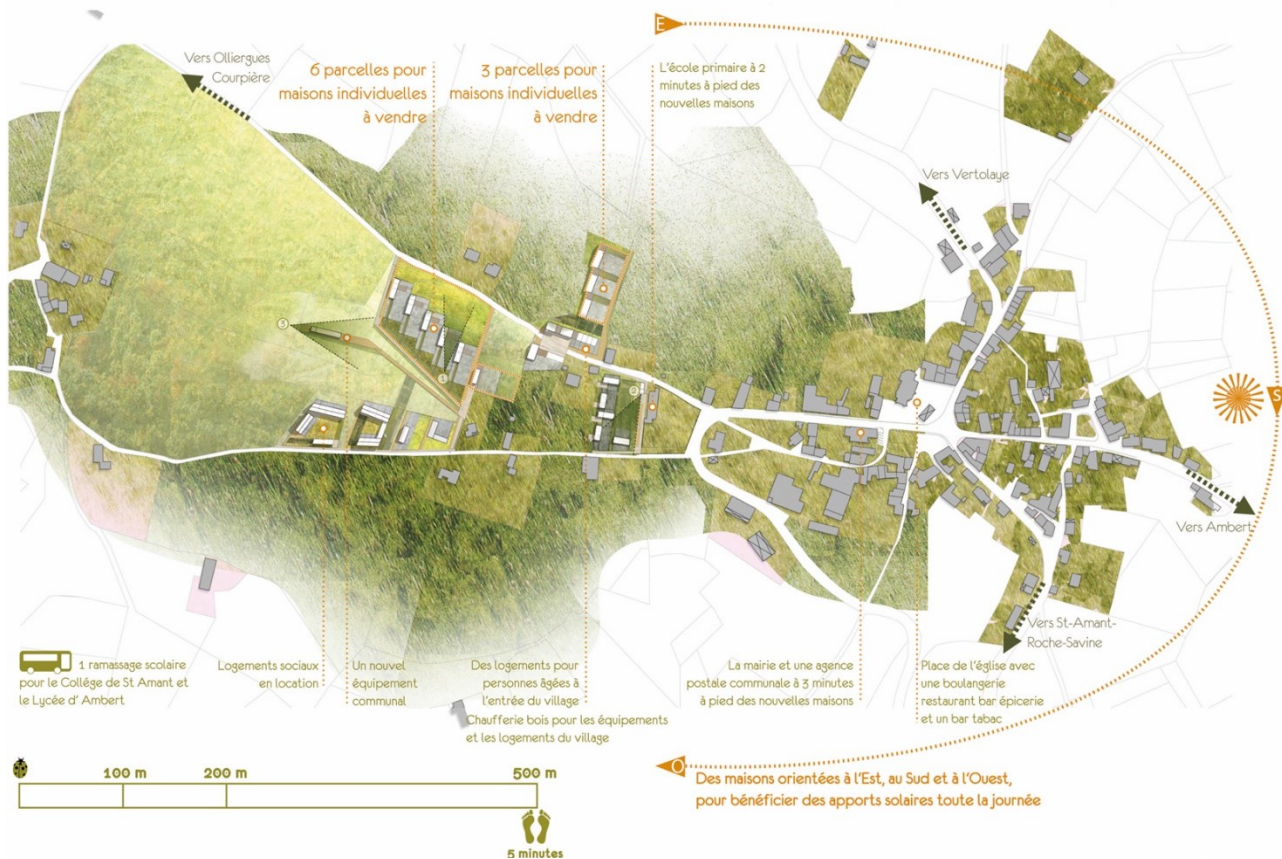 E
Vers Olliergues
Courpière
6 parcelles pour
maisons individuelles
à vendre
3 parcelles pour
maisons individuelles
à vendre
L'école primaire à 2
minutes à pied des
nouvelles maisons
Vers Vertolaye
3
1
2
S
Vers Ambert
Vers St-Amant-
Roche-Savine
1 ramassage scolaire
pour le Collége de St Amant et
le Lycée d'Ambert
Logements sociaux
en location
Un nouvel
équipement
communal
Des logements pour
personnes âgées à
l'entrée du village
Chaufferie bois pour les équipements
et les logements du village
La mairie et une agence
postale communale à 3 minutes
à pied des nouvelles maisons
Place de l'église avec
une boulangerie
restaurant bar épicerie
et un bar tabac
O
Des maisons orientées à l'Est, au Sud et à l'Ouest,
pour bénéficier des apports solaires toute la journée
100 m
200 m
500 m
5 minutes